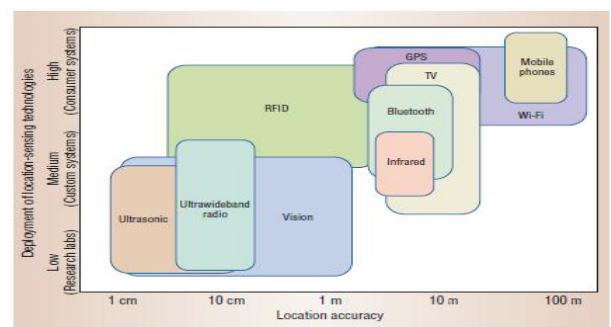 Deployment of location-sensing technologies
High
(Consumer systems)
Medium
(Custom systems)
Low
(Research labs)
GPS
Mobile
phones
TV
RFID
Bluetooth
Wi-Fi
Infrared
Ultrasonic
Ultrawideband
radio
Vision
1 cm
10 cm
1 m
10 m
100 m
Location accuracy